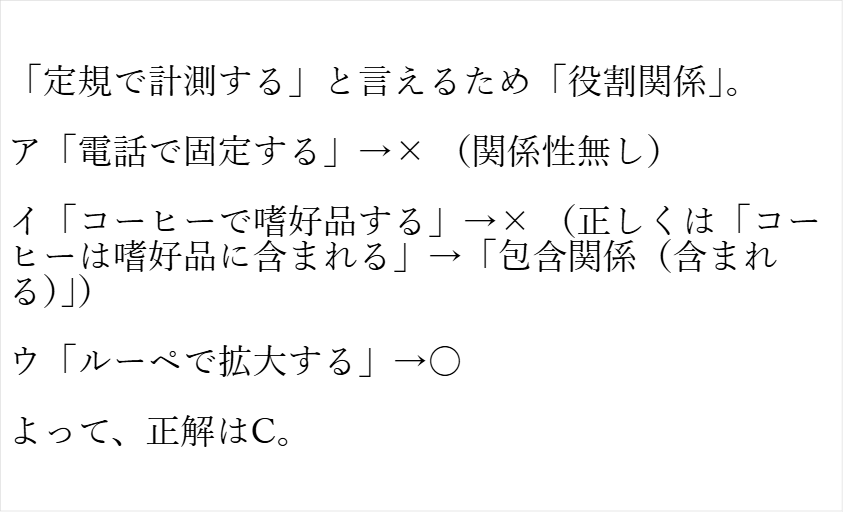 「定規で計測する」と言えるため「役割関係」。
ア「電話で固定する」→×　（関係性無し）
イ「コーヒーで嗜好品する」→×　（正しくは「コー
ヒーは嗜好品に含まれる」→「包含関係（含まれ
る）」）
ウ「ルーペで拡大する」→〇
よって、正解はC。